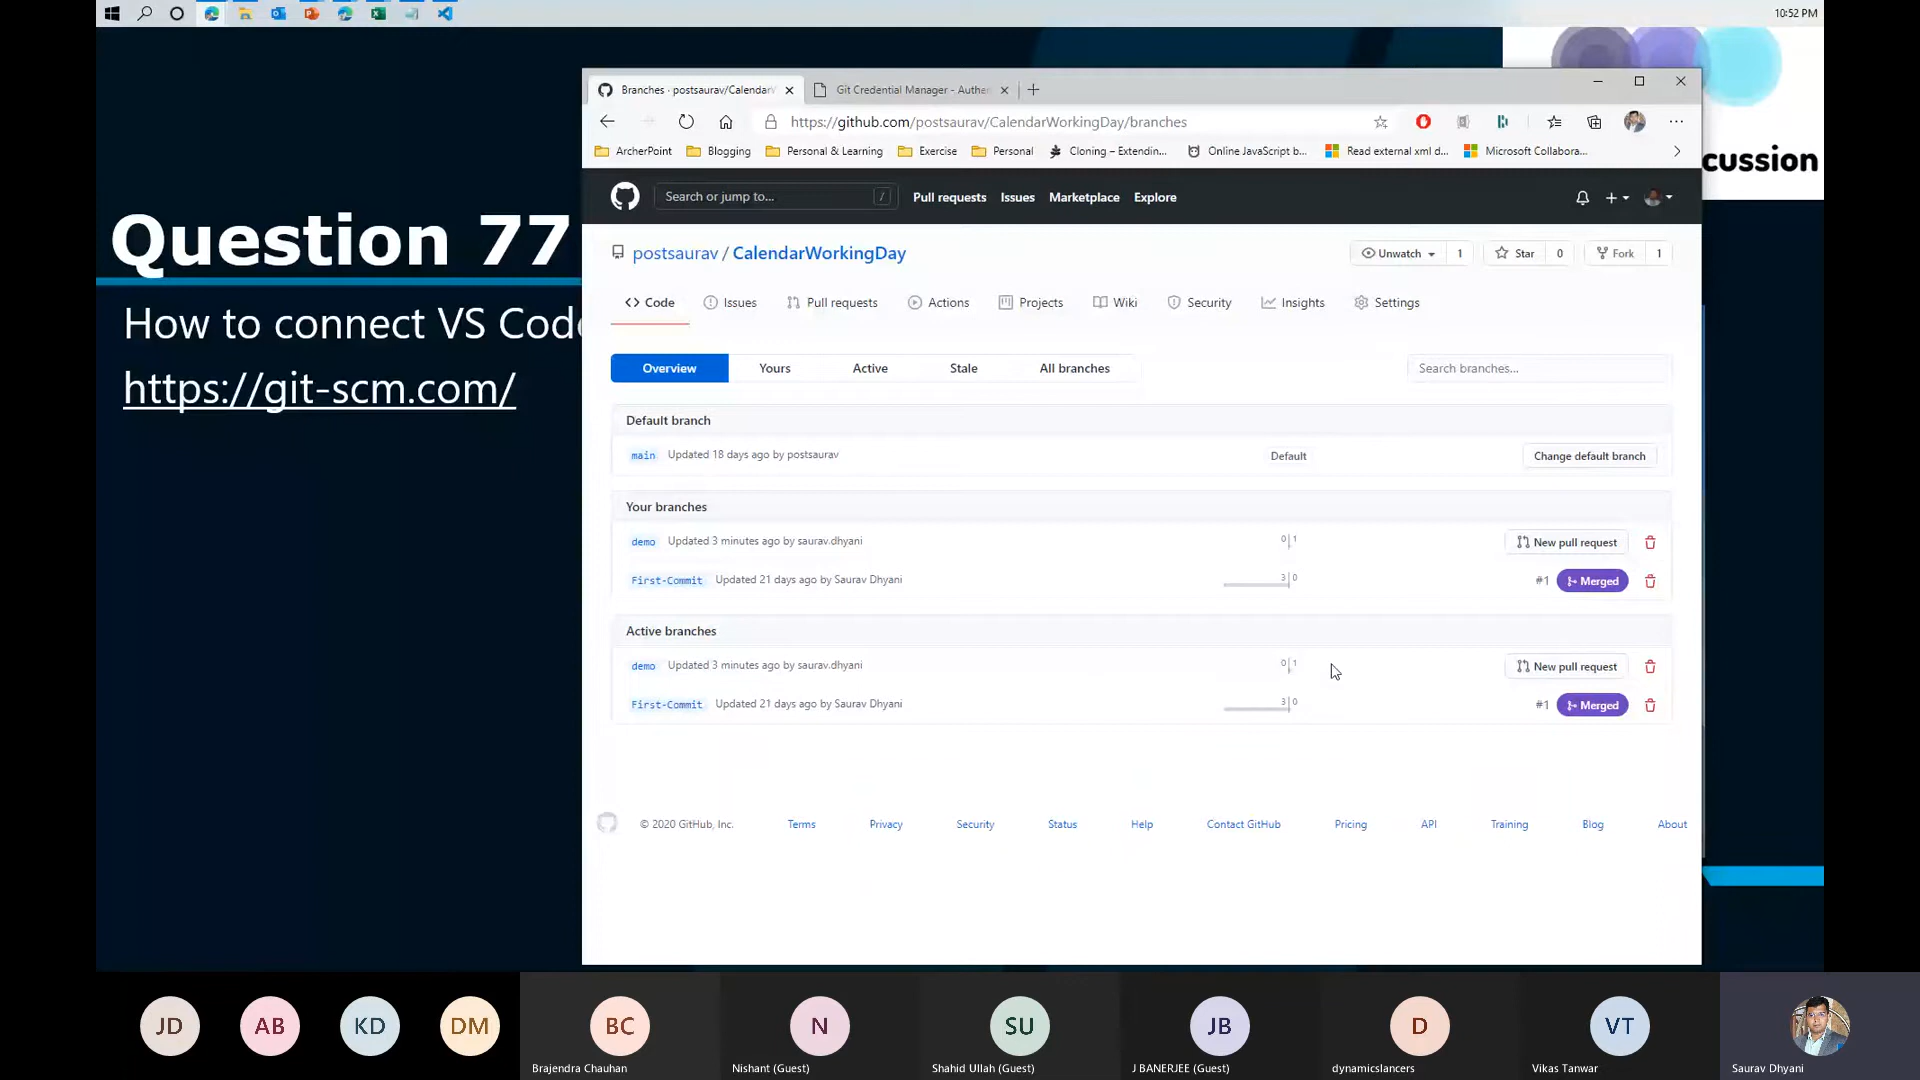 10:52 PM
cussion
Question 77
How to connect VS Code
https://git-scm.com/
Branches · postsaurav/Calendar
Git Credential Manager - Authen
https://github.com/postsaurav/CalendarWorkingDay/branches
ArcherPoint
Blogging
Personal & Learning
Exercise
Personal
Cloning – Extendin...
Online JavaScript b...
Read external xml d...
Microsoft Collabora...
Search or jump to...
/
Pull requests
Issues
Marketplace
Explore
postsaurav / CalendarWorkingDay
Unwatch
1
Star
0
Fork
1
Code
Issues
Pull requests
Actions
Projects
Wiki
Security
Insights
Settings
Overview
Yours
Active
Stale
All branches
Search branches...
Default branch
main Updated 18 days ago by postsaurav
Default
Change default branch
Your branches
demo Updated 3 minutes ago by saurav.dhyani
0 1
New pull request
First-Commit Updated 21 days ago by Saurav Dhyani
3 0
#1 Merged
Active branches
demo Updated 3 minutes ago by saurav.dhyani
0 1
New pull request
First-Commit Updated 21 days ago by Saurav Dhyani
3 0
#1 Merged
© 2020 GitHub, Inc.
Terms
Privacy
Security
Status
Help
Contact GitHub
Pricing
API
Training
Blog
About
JD
AB
KD
DM
BC
Brajendra Chauhan
N
Nishant (Guest)
SU
Shahid Ullah (Guest)
JB
J BANERJEE (Guest)
D
dynamicslancers
VT
Vikas Tanwar
Saurav Dhyani